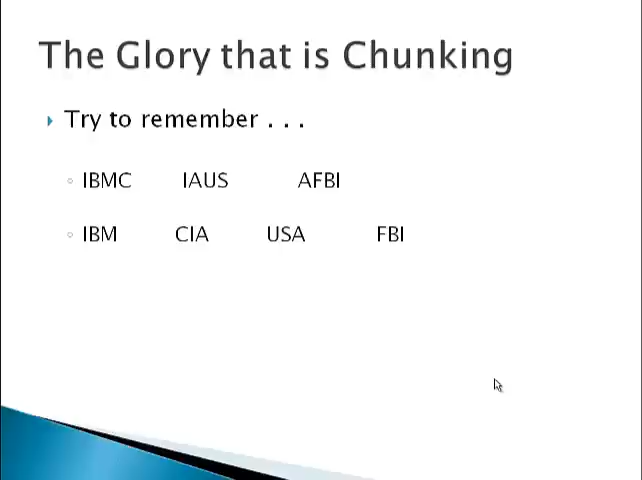 The Glory that is Chunking
Try to remember . . .
IBMC IAUS AFBI
IBM CIA USA FBI